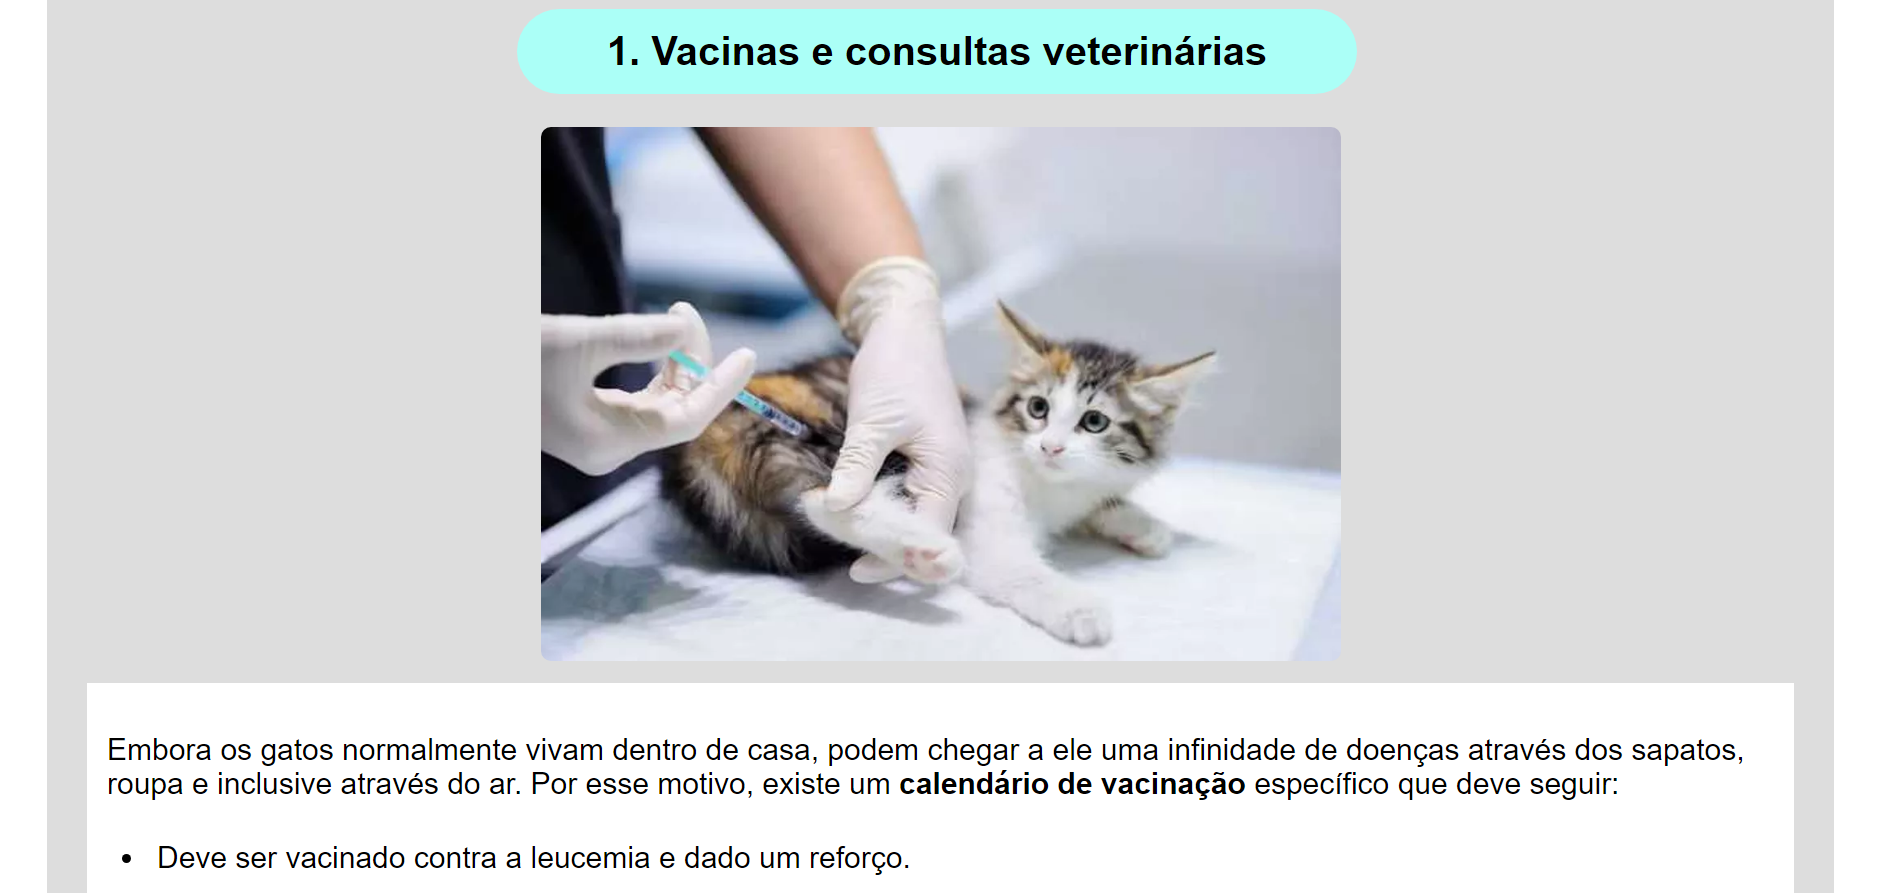 1. Vacinas e consultas veterinárias
Embora os gatos normalmente vivam dentro de casa, podem chegar a ele uma infinidade de doenças através dos sapatos,
roupa e inclusive através do ar. Por esse motivo, existe um calendário de vacinação específico que deve seguir:
• Deve ser vacinado contra a leucemia e dado um reforço.